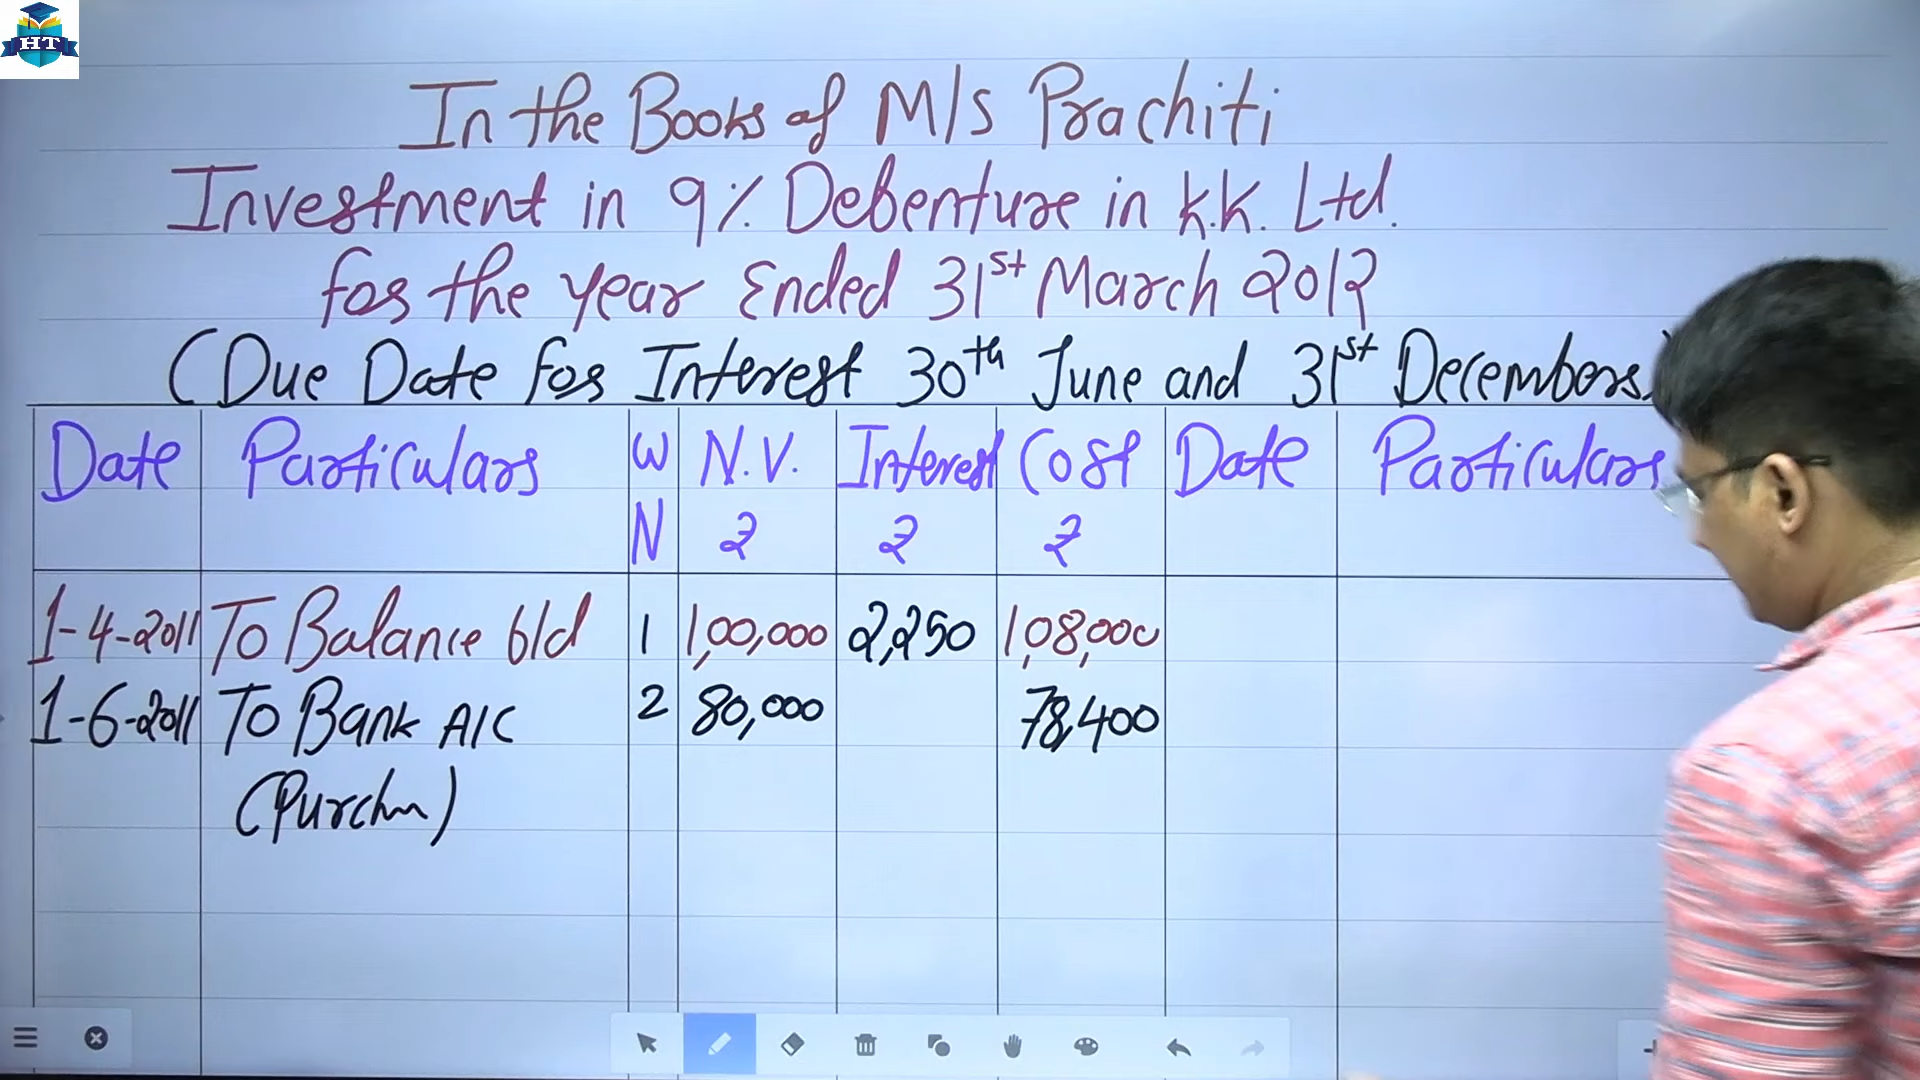 HT
In the Books of M/s Prachiti
Investment in 9% Debenture in K.K. Ltd.
for the year Ended 31st March 2012
(Due Date for Interest 30th June and 31st Decembers)
Date Particulars W N N.V. ₹ Interest ₹ Cost ₹ Date Particulars
1-4-2011 To Balance b/d 1 1,00,000 2,250 1,08,000
1-6-2011 To Bank A/C 2 80,000 78,400